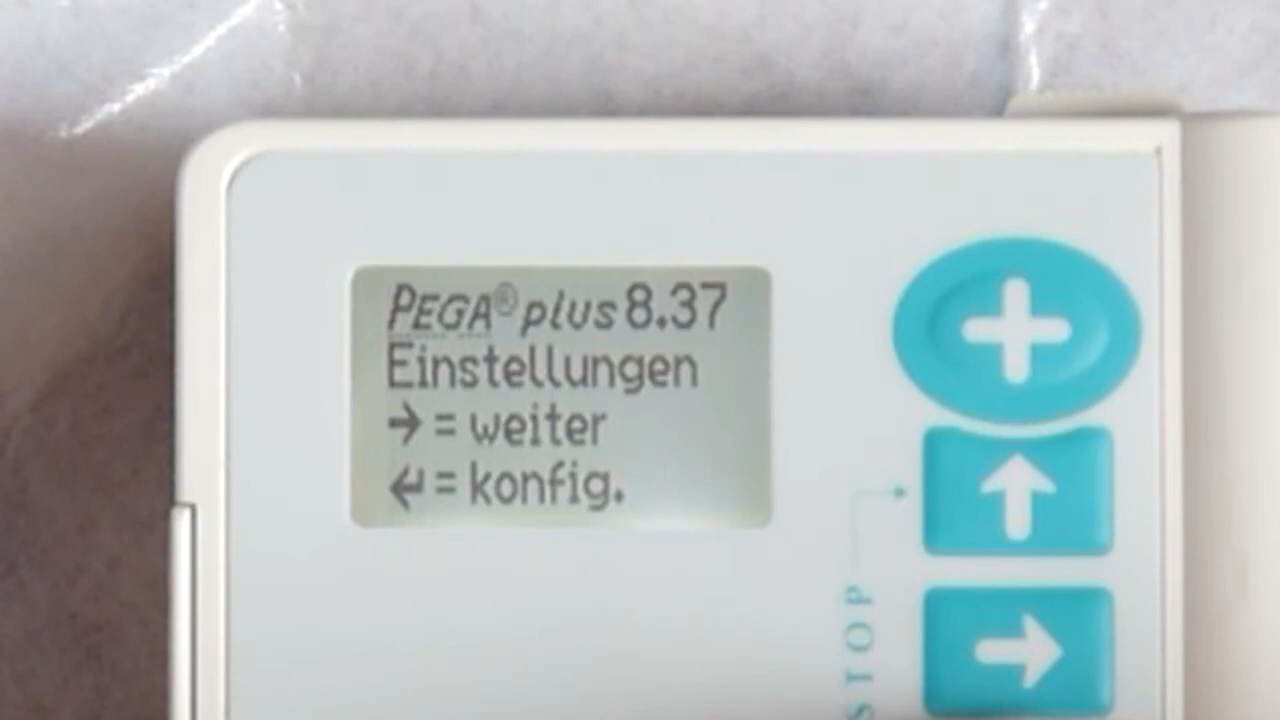 PEGA® plus 8.37
Einstellungen
→ = weiter
↵ = konfig.
STOP